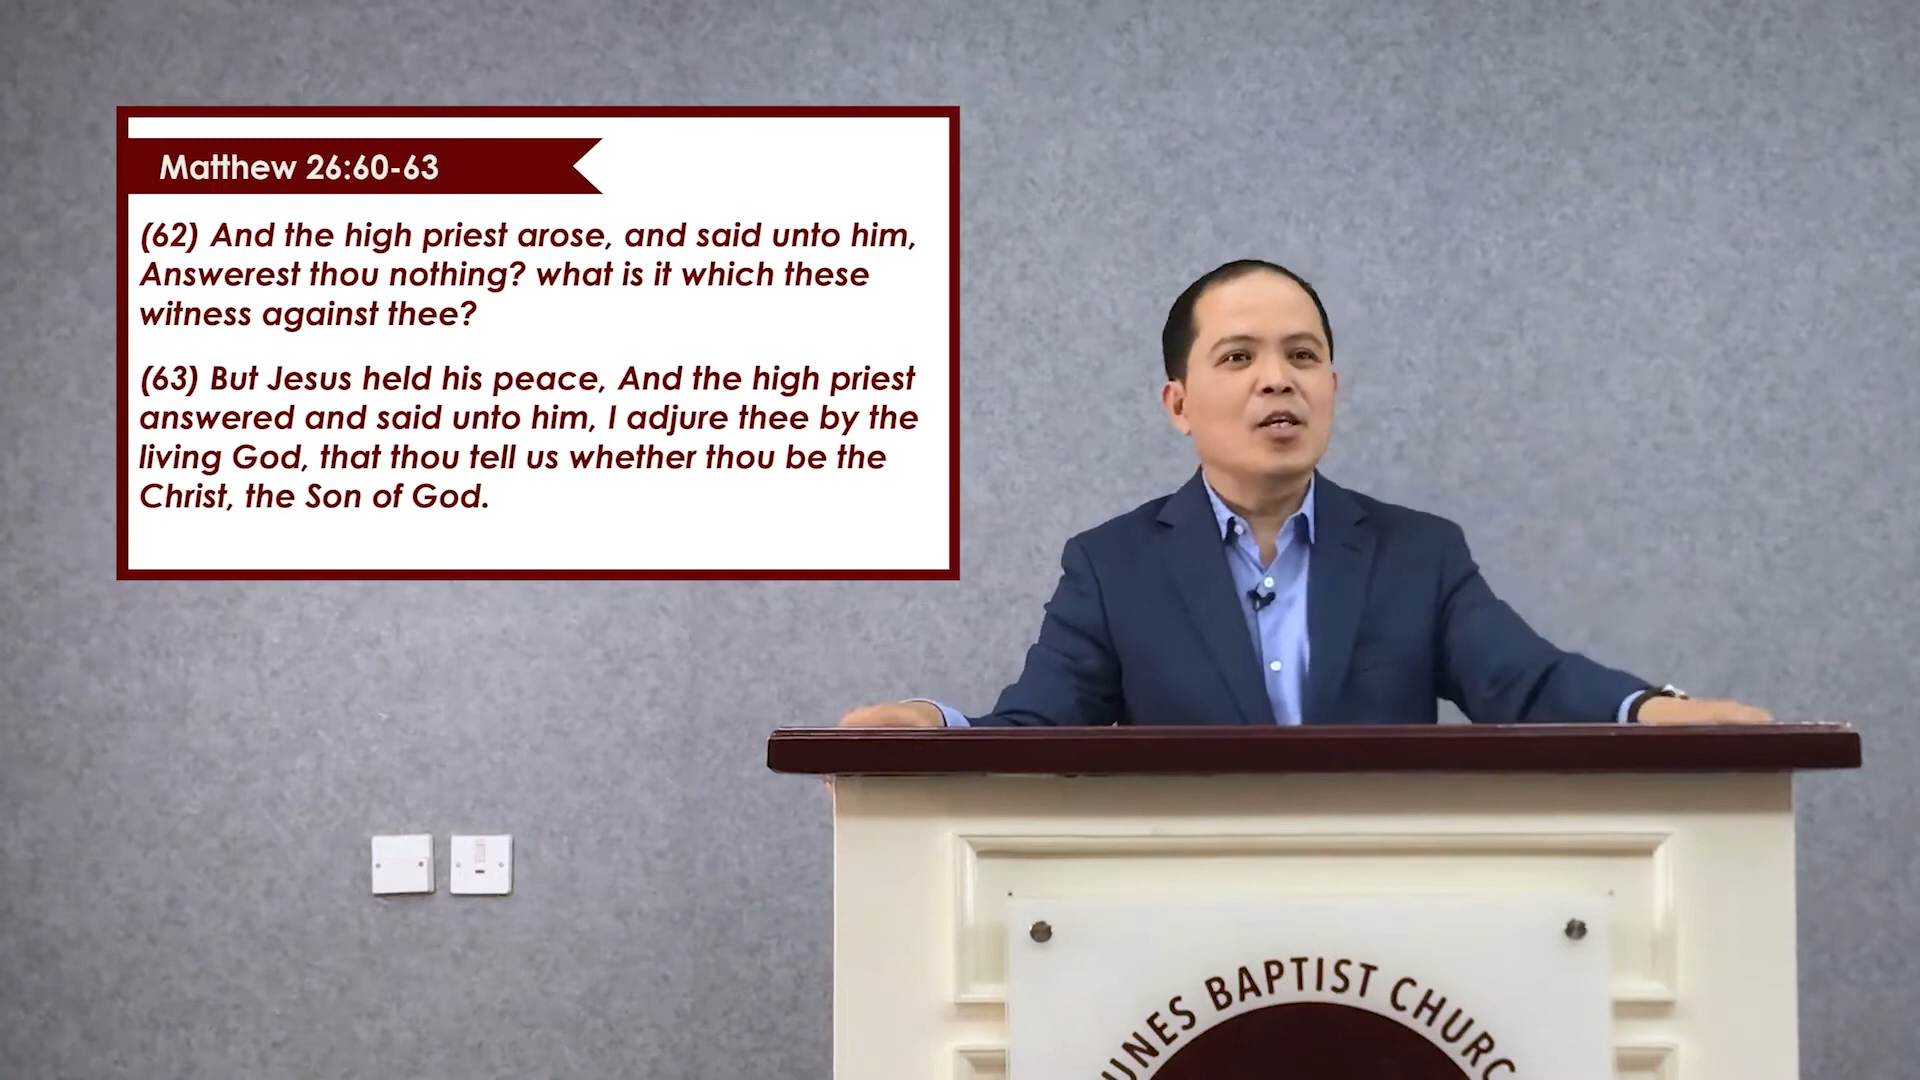 Matthew 26:60-63
(62) And the high priest arose, and said unto him,
Answerest thou nothing? what is it which these
witness against thee?
(63) But Jesus held his peace, And the high priest
answered and said unto him, I adjure thee by the
living God, that thou tell us whether thou be the
Christ, the Son of God.
BAPTIST CHURC